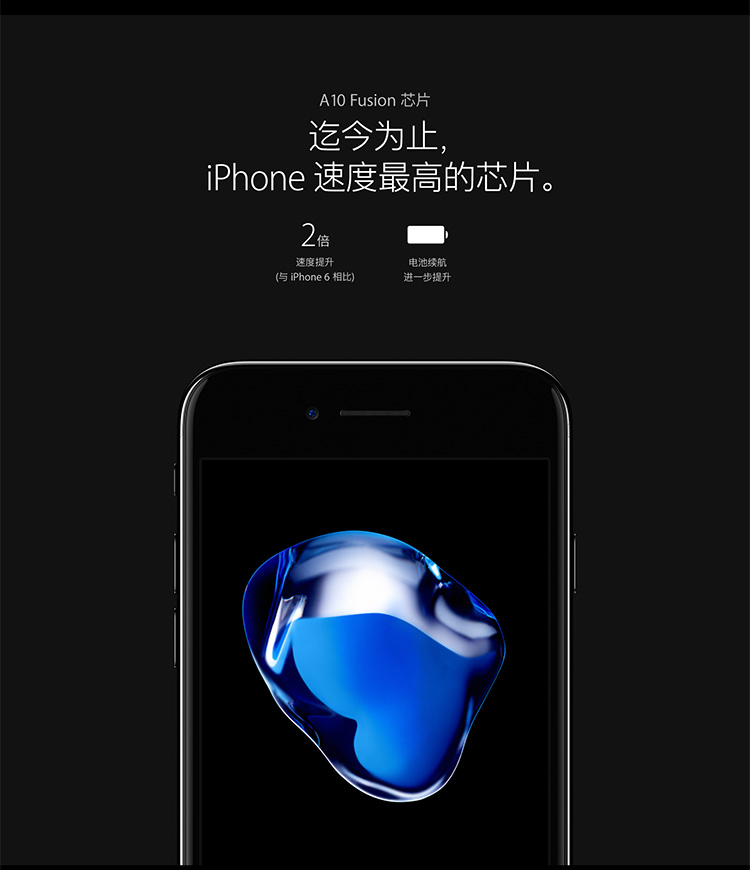 A10 Fusion 芯片
迄今为止,
iPhone 速度最高的芯片。
2倍
速度提升
(与 iPhone 6 相比)
电池续航
进一步提升